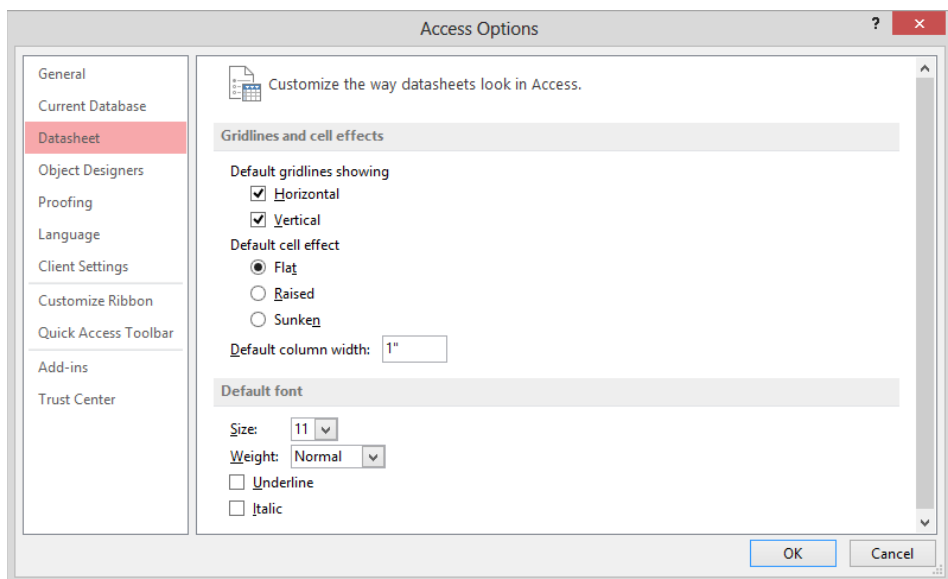 Access Options
?
General
Current Database
Datasheet
Object Designers
Proofing
Language
Client Settings
Customize Ribbon
Quick Access Toolbar
Add-ins
Trust Center
Customize the way datasheets look in Access.
Gridlines and cell effects
Default gridlines showing
Horizontal
Vertical
Default cell effect
Flat
Raised
Sunken
Default column width: 1"
Default font
Size: 11
Weight: Normal
Underline
Italic
OK Cancel